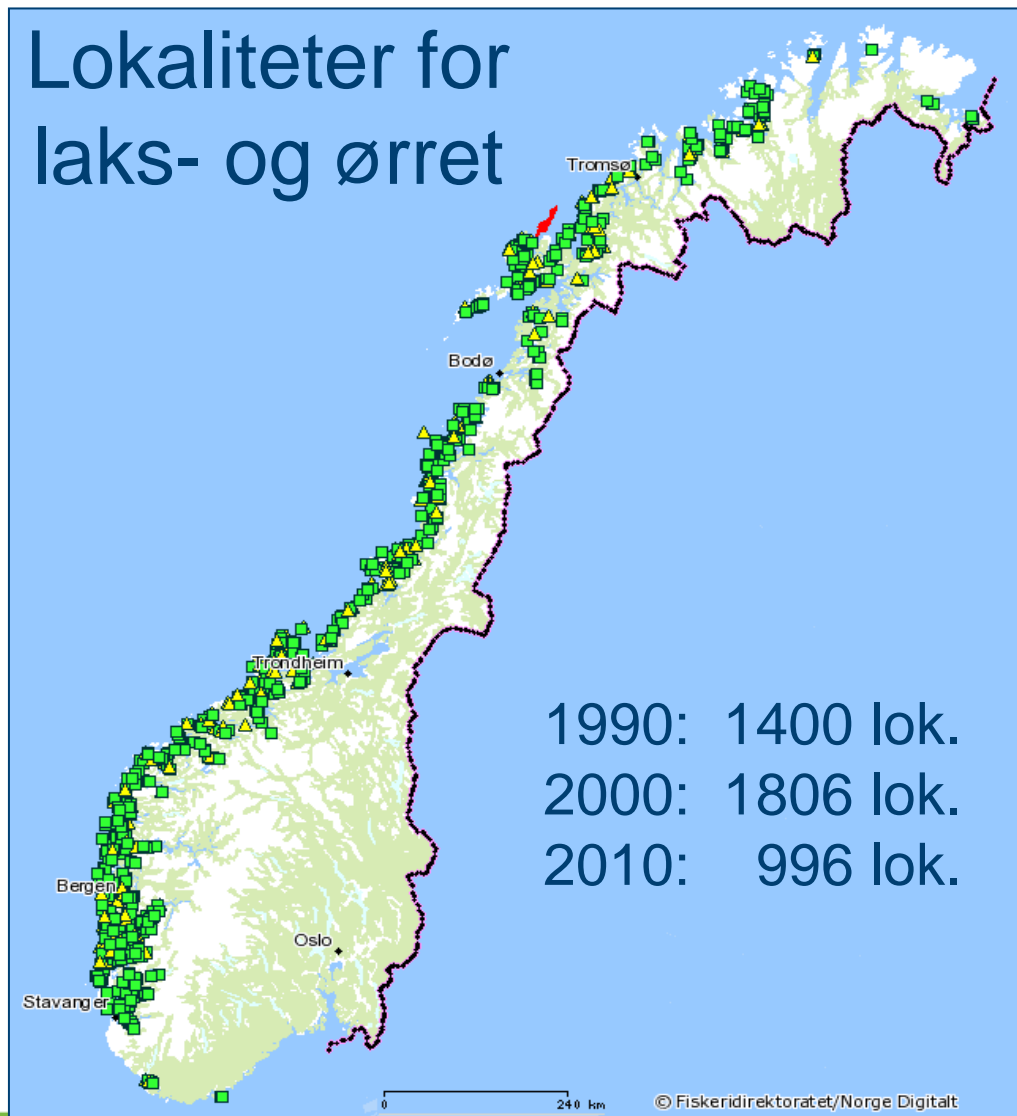 Lokaliteter for
laks- og ørret
Tromsø
Bodø
Trondheim
1990: 1400 lok.
2000: 1806 lok.
2010: 996 lok.
Bergen
Oslo
Stavanger
0 240 km
© Fiskeridirektoratet/Norge Digitalt